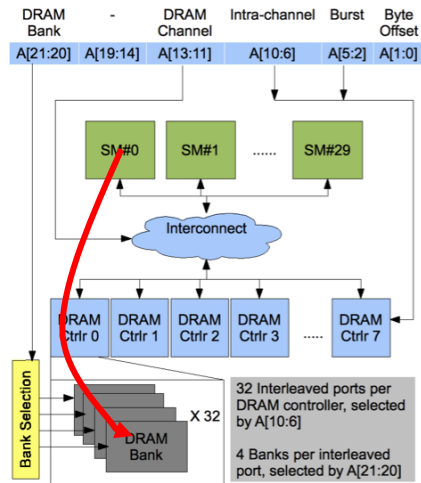 DRAM Bank
-
DRAM Channel
Intra-channel
Burst
Byte Offset
A[21:20]
A[19:14]
A[13:11]
A[10:6]
A[5:2]
A[1:0]
SM#0
SM#1
......
SM#29
Interconnect
DRAM Ctrlr 0
DRAM Ctrlr 1
DRAM Ctrlr 2
DRAM Ctrlr 3
.....
DRAM Ctrlr 7
Bank Selection
X 32
DRAM Bank
32 Interleaved ports per
DRAM controller, selected
by A[10:6]
4 Banks per interleaved
port, selected by A[21:20]